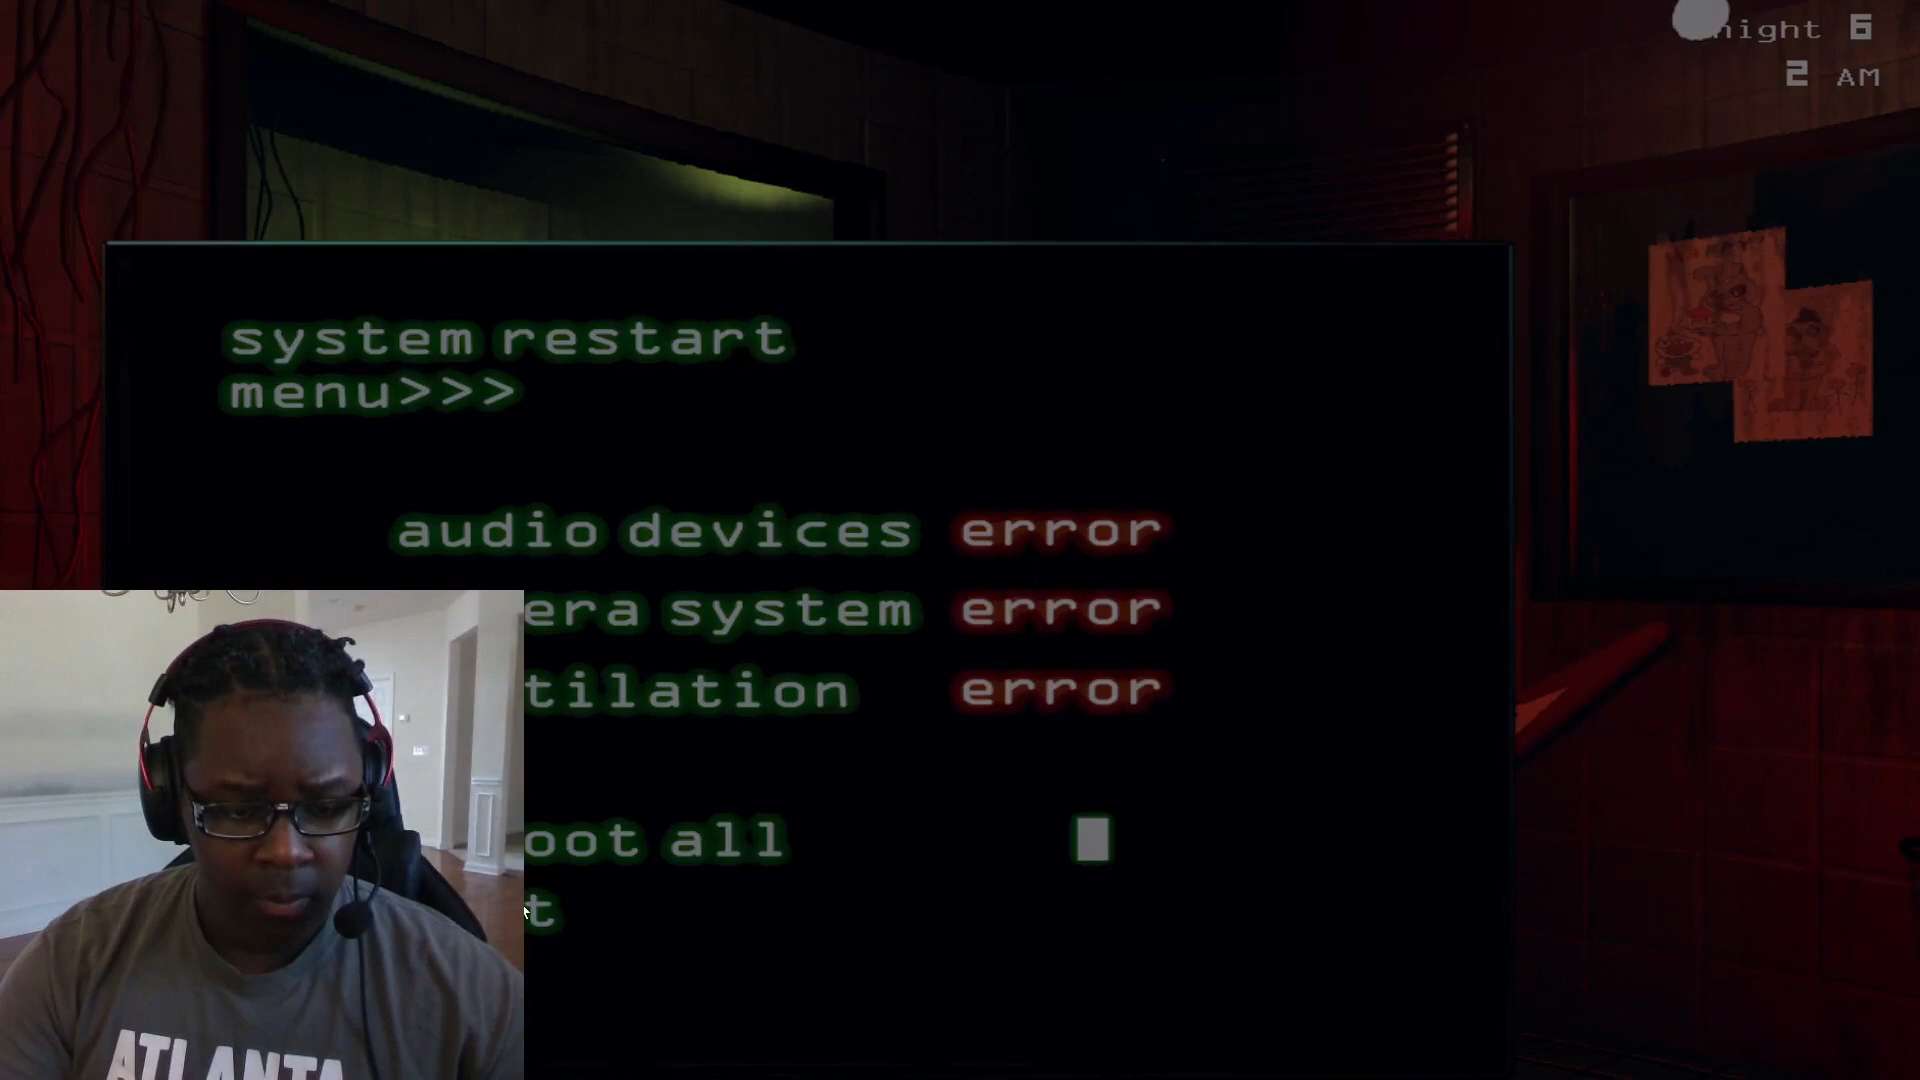 night 6
2 AM
system restart
menu>>>
audio devices error
era system error
tilation error
oot all
t
ATLANTA